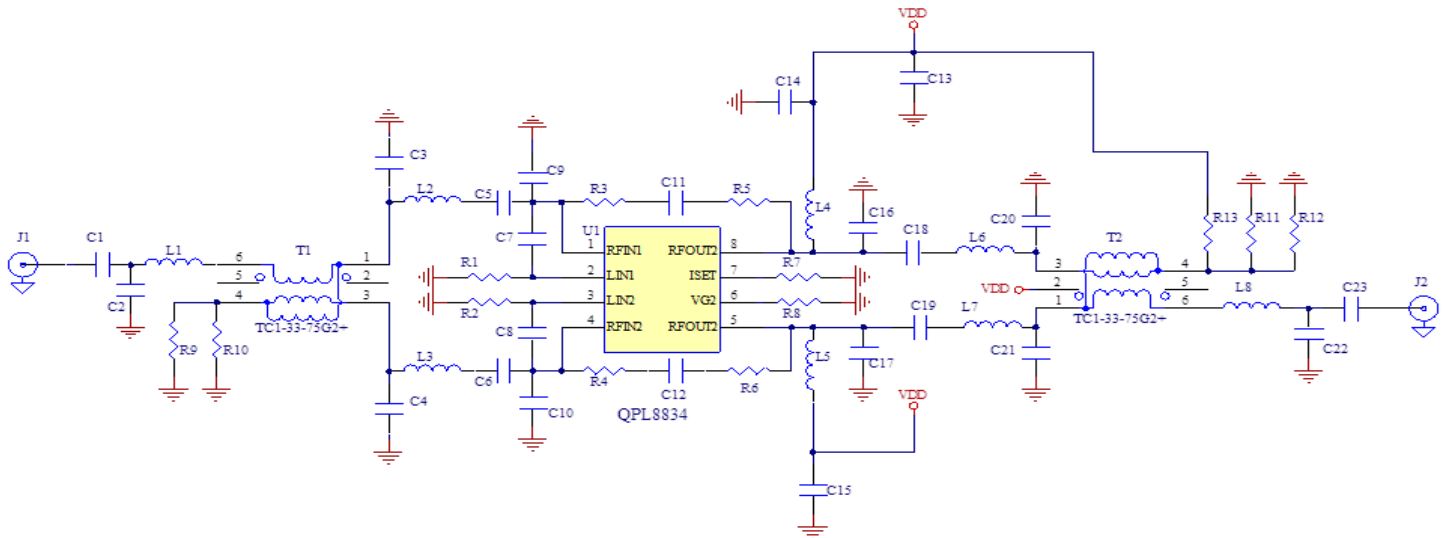 VDD
C14
C13
C3
C9
L2
C5
R3
C11
R5
L4
C16
C20
R13
R11
R12
J1
C1
L1
6
T1
1
C7
U1
1
RFIN1
RFOUT2
8
C18
L6
T2
3
4
5
2
R1
2
LIN1
ISET
7
R7
VDD
2
5
J2
C2
4
3
R2
3
LIN2
VG2
6
R8
C19
L7
1
6
L8
C23
TC1-33-75G2+
C8
4
RFIN2
RFOUT2
5
TC1-33-75G2+
R9
R10
L3
C6
R4
C12
R6
L5
C17
C21
C22
C4
C10
QPL8834
VDD
C15